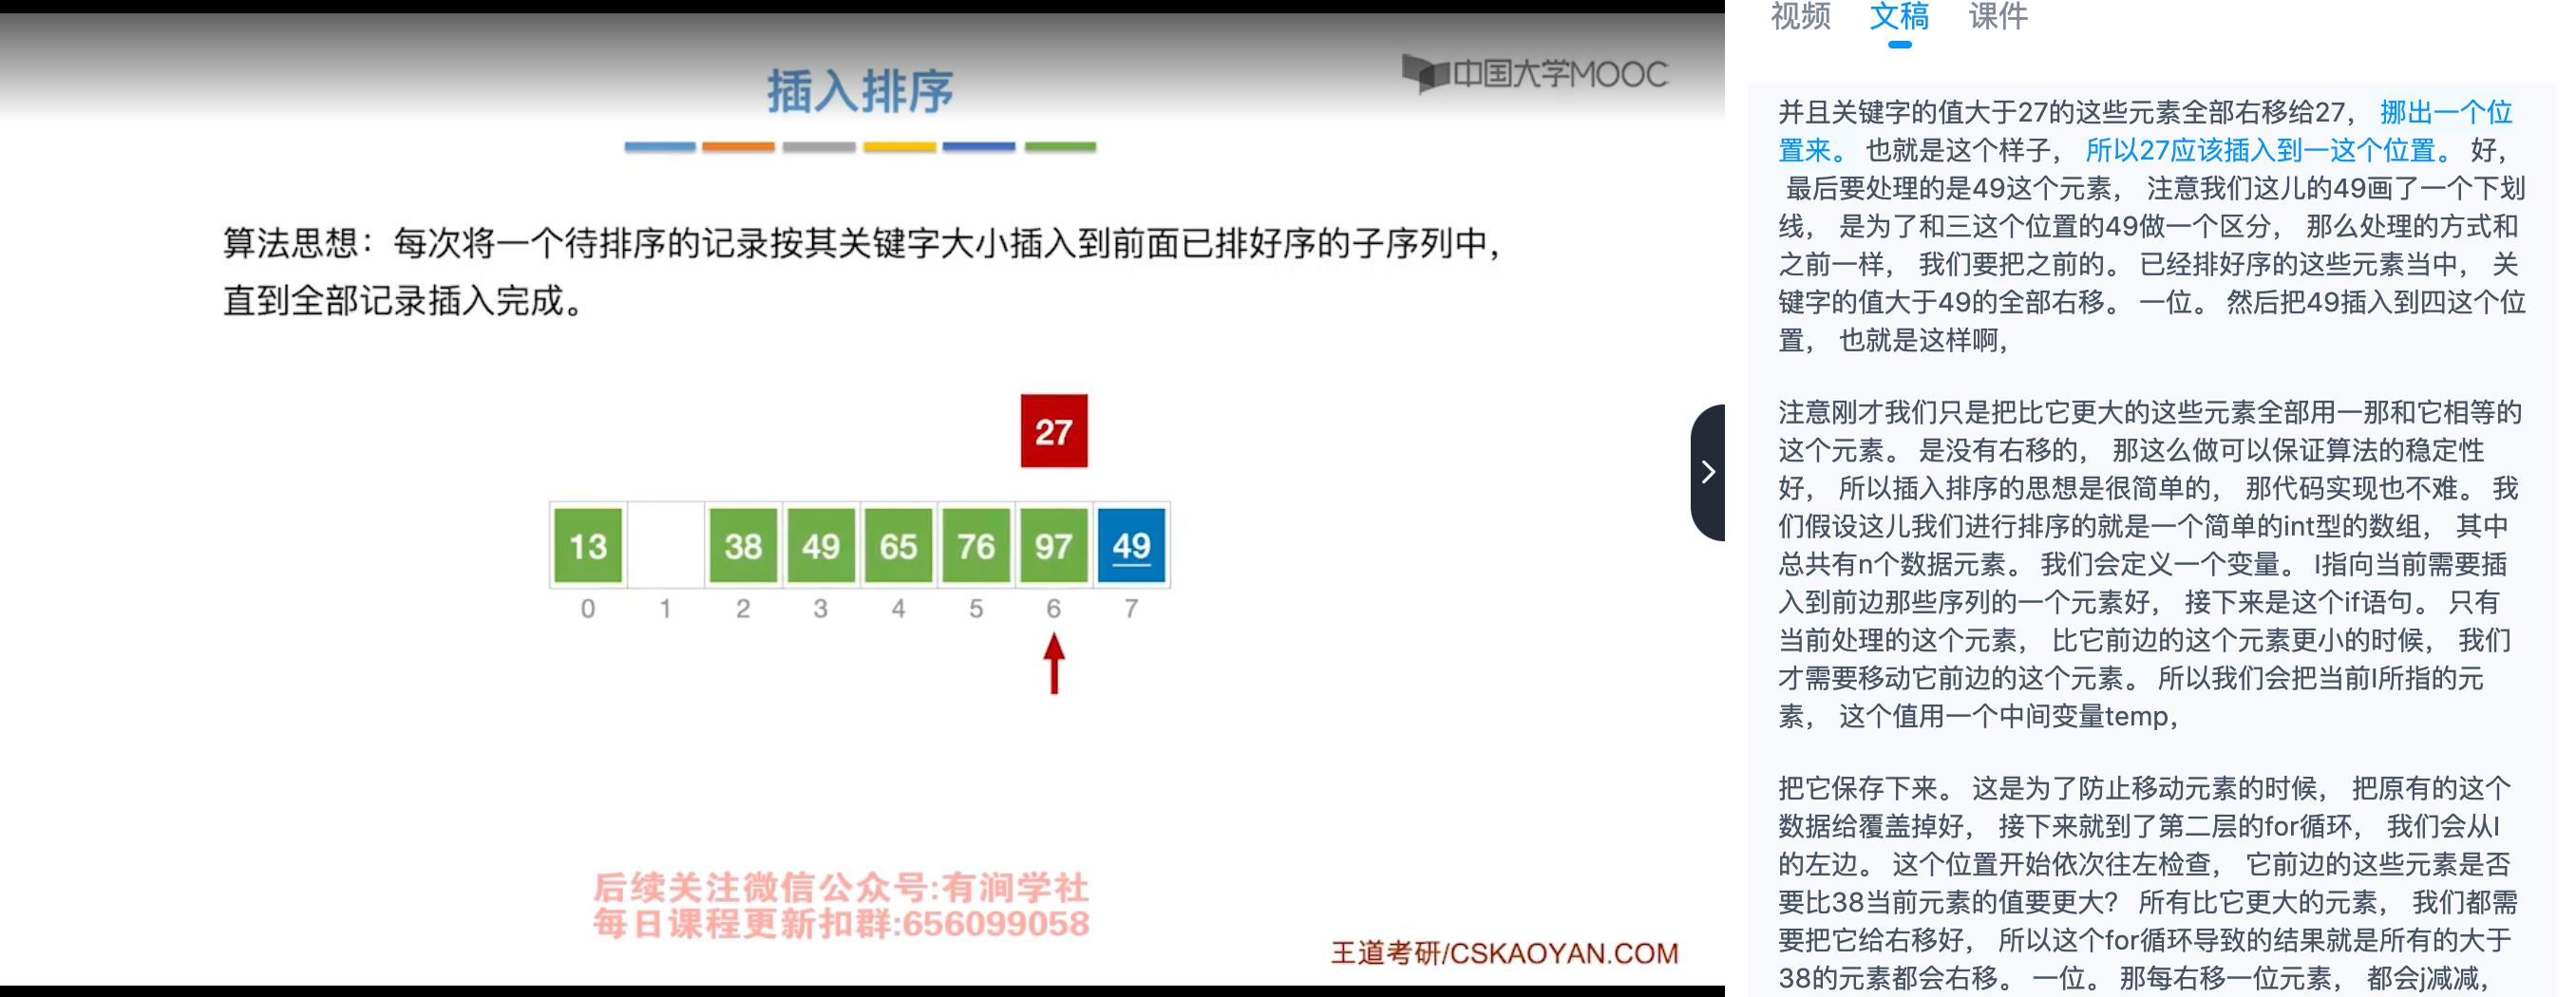 插入排序
中国大学MOOC
算法思想：每次将一个待排序的记录按其关键字大小插入到前面已排好序的子序列中，
直到全部记录插入完成。
27
13 38 49 65 76 97 49
0 1 2 3 4 5 6 7
后续关注微信公众号:有涧学社
每日课程更新扣群:656099058
王道考研/CSKAOYAN.COM
视频 文稿 课件
并且关键字的值大于27的这些元素全部右移给27， 挪出一个位
置来。 也就是这个样子， 所以27应该插入到一这个位置。 好，
最后要处理的是49这个元素， 注意我们这儿的49画了一个下划
线， 是为了和三这个位置的49做一个区分， 那么处理的方式和
之前一样， 我们要把之前的。 已经排好序的这些元素当中， 关
键字的值大于49的全部右移。 一位。 然后把49插入到四这个位
置， 也就是这样啊，
注意刚才我们只是把比它更大的这些元素全部用一那和它相等的
这个元素。 是没有右移的， 那这么做可以保证算法的稳定性
好， 所以插入排序的思想是很简单的， 那代码实现也不难。 我
们假设这儿我们进行排序的就是一个简单的int型的数组， 其中
总共有n个数据元素。 我们会定义一个变量。 I指向当前需要插
入到前边那些序列的一个元素好， 接下来是这个if语句。 只有
当前处理的这个元素， 比它前边的这个元素更小的时候， 我们
才需要移动它前边的这个元素。 所以我们会把当前I所指的元
素， 这个值用一个中间变量temp，
把它保存下来。 这是为了防止移动元素的时候， 把原有的这个
数据给覆盖掉好， 接下来就到了第二层的for循环， 我们会从I
的左边。 这个位置开始依次往左检查， 它前边的这些元素是否
要比38当前元素的值要更大？ 所有比它更大的元素， 我们都需
要把它给右移好， 所以这个for循环导致的结果就是所有的大于
38的元素都会右移。 一位。 那每右移一位元素， 都会j减减，